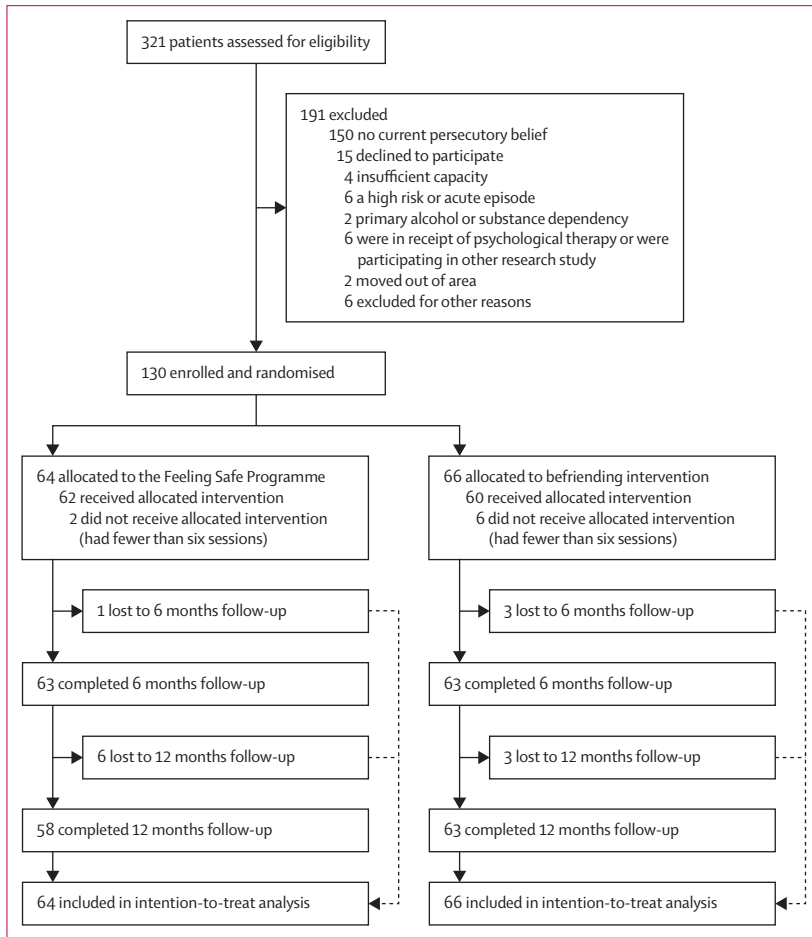 321 patients assessed for eligibility
191 excluded
150 no current persecutory belief
15 declined to participate
4 insufficient capacity
6 a high risk or acute episode
2 primary alcohol or substance dependency
6 were in receipt of psychological therapy or were
participating in other research study
2 moved out of area
6 excluded for other reasons
130 enrolled and randomised
64 allocated to the Feeling Safe Programme
62 received allocated intervention
2 did not receive allocated intervention
(had fewer than six sessions)
66 allocated to befriending intervention
60 received allocated intervention
6 did not receive allocated intervention
(had fewer than six sessions)
1 lost to 6 months follow-up
3 lost to 6 months follow-up
63 completed 6 months follow-up
63 completed 6 months follow-up
6 lost to 12 months follow-up
3 lost to 12 months follow-up
58 completed 12 months follow-up
63 completed 12 months follow-up
64 included in intention-to-treat analysis
66 included in intention-to-treat analysis